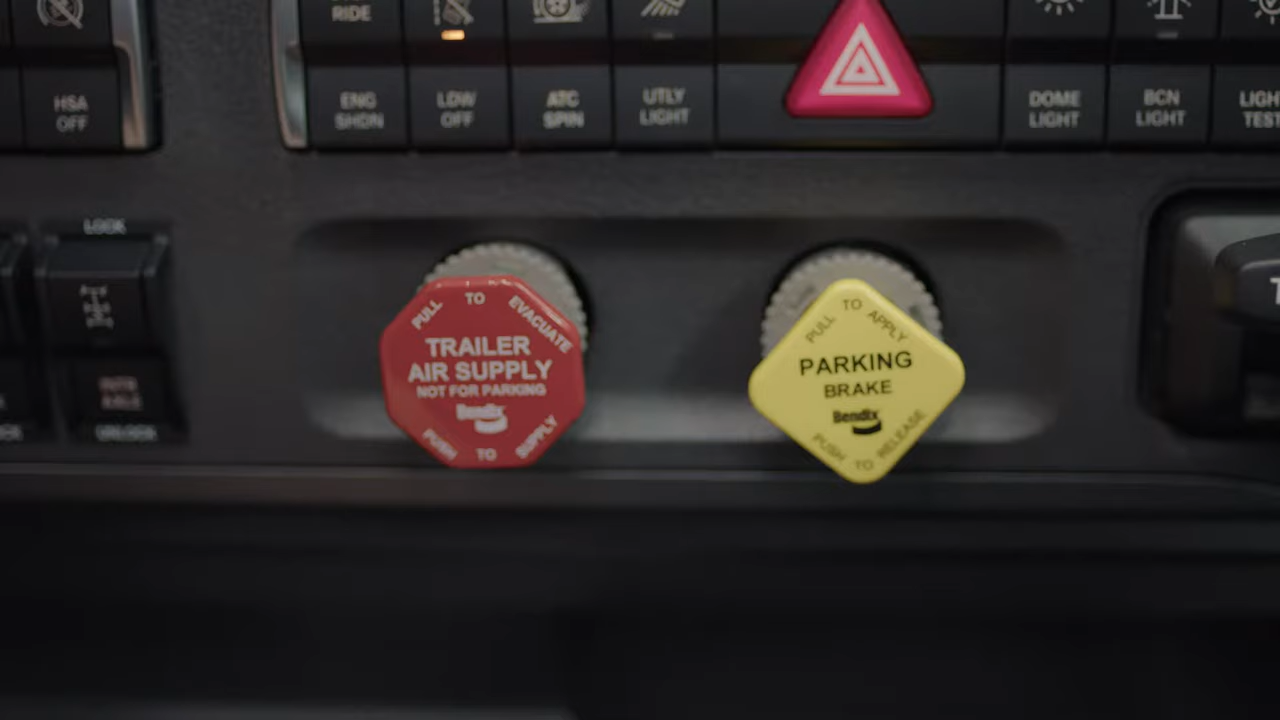 RIDE
HSA
OFF
ENG
SHDN
LDW
OFF
ATC
SPIN
UTLY
LIGHT
DOME
LIGHT
BCN
LIGHT
LIGHT
TEST
LOCK
PULL TO EVACUATE
TRAILER
AIR SUPPLY
NOT FOR PARKING
Bendix
PUSH TO SUPPLY
PULL TO APPLY
PARKING
BRAKE
Bendix
PUSH TO RELEASE
UNLOCK